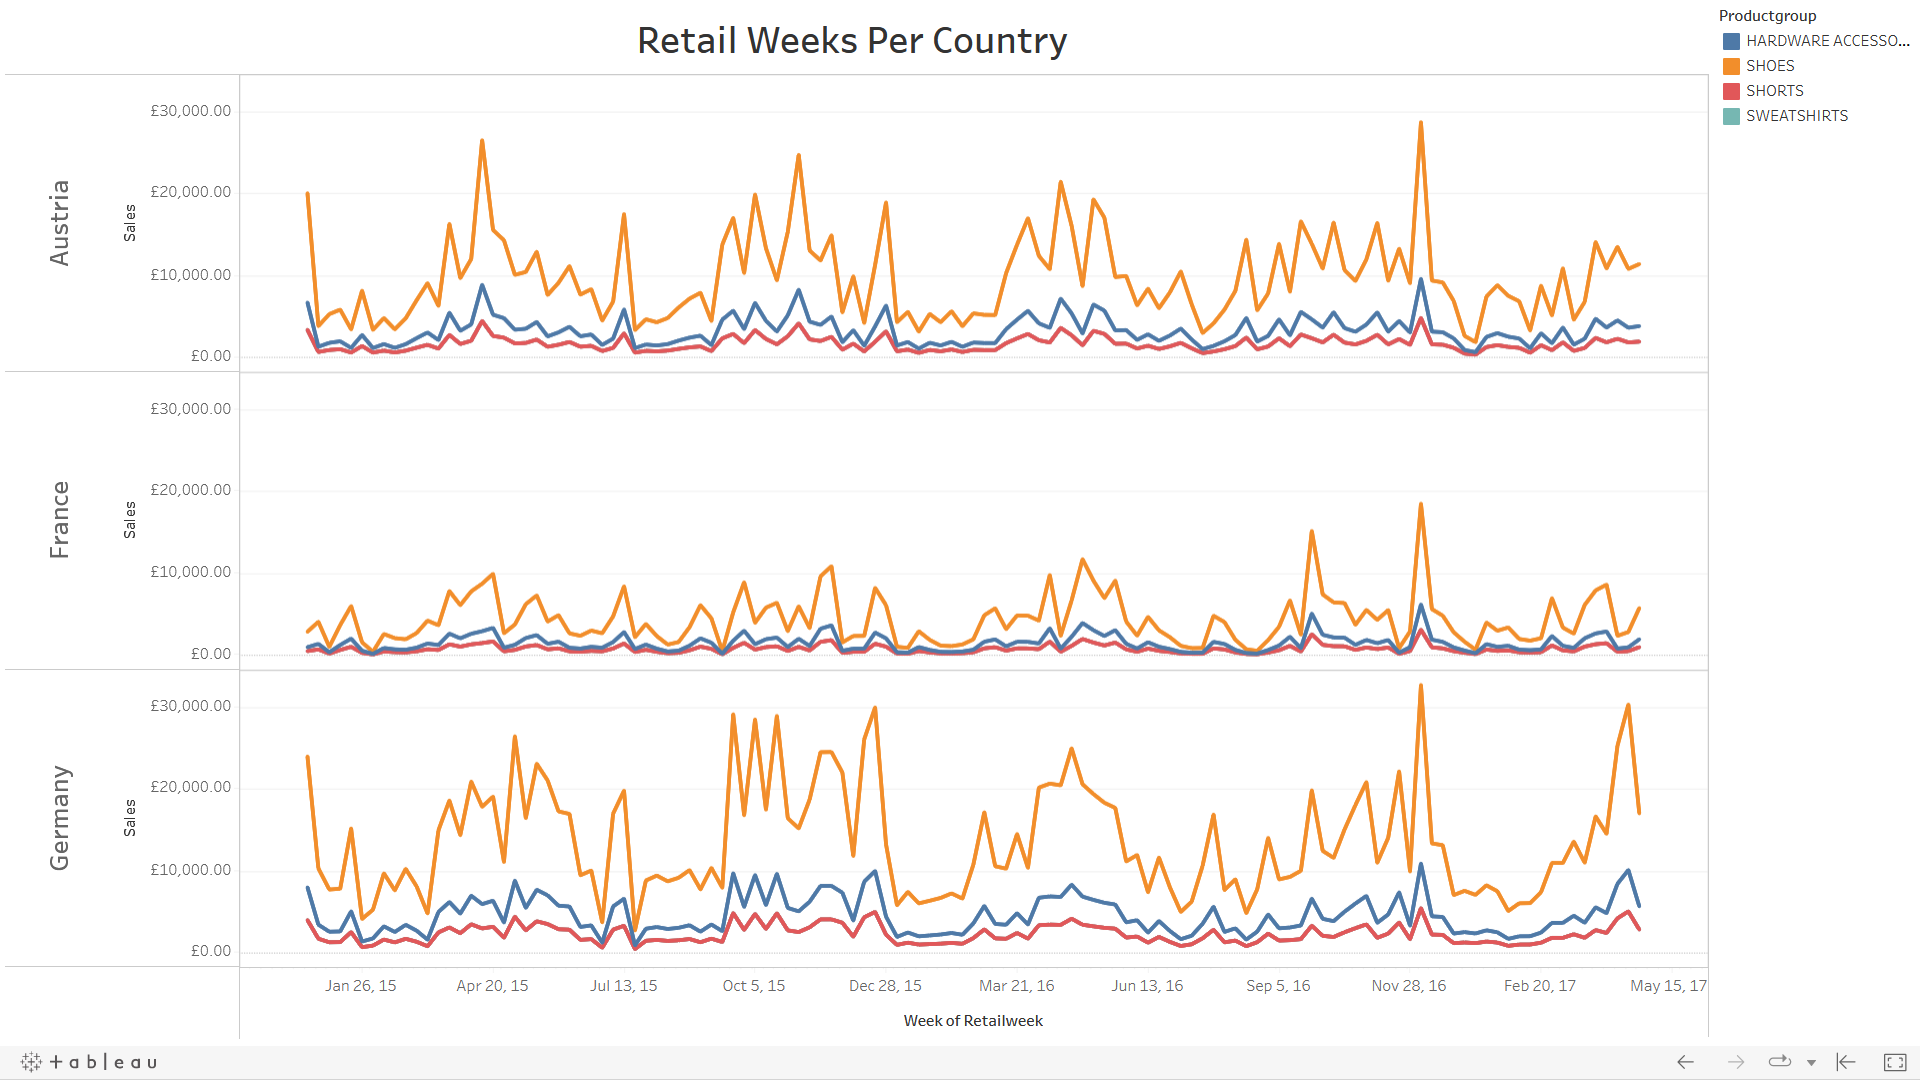 Retail Weeks Per Country
Productgroup
HARDWARE ACCESSO...
SHOES
SHORTS
SWEATSHIRTS
Austria
Sales
£30,000.00
£20,000.00
£10,000.00
£0.00
France
Sales
£30,000.00
£20,000.00
£10,000.00
£0.00
Germany
Sales
£30,000.00
£20,000.00
£10,000.00
£0.00
Jan 26, 15 Apr 20, 15 Jul 13, 15 Oct 5, 15 Dec 28, 15 Mar 21, 16 Jun 13, 16 Sep 5, 16 Nov 28, 16 Feb 20, 17 May 15, 17
Week of Retailweek
+ableau